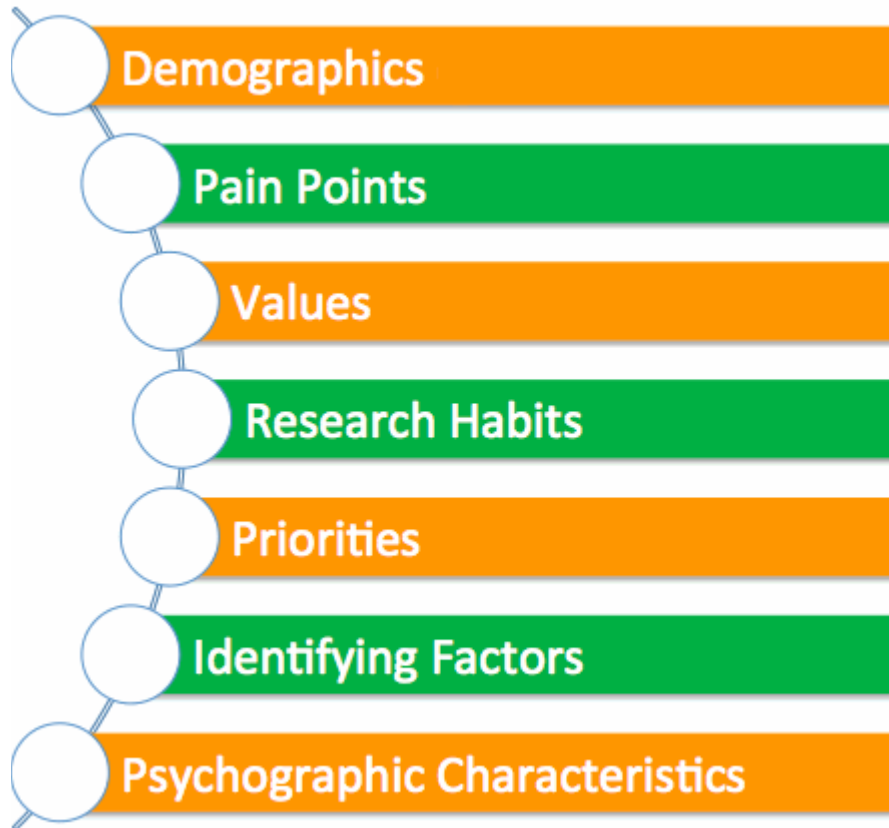 Demographics
Pain Points
Values
Research Habits
Priorities
Identifying Factors
Psychographic Characteristics